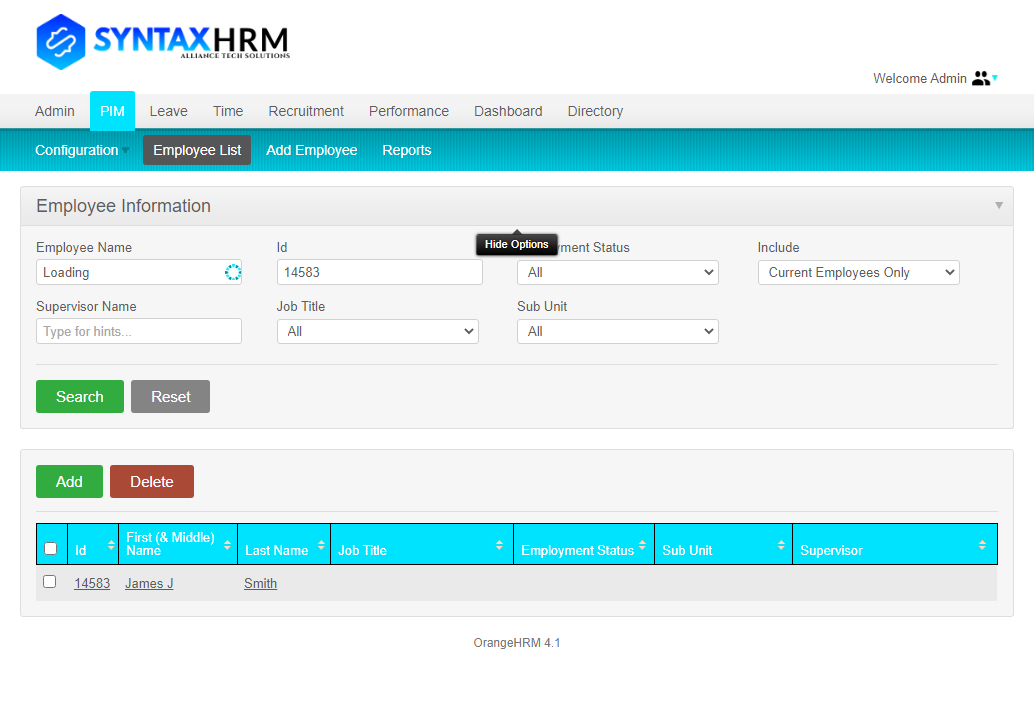 SYNTAXHRM
ALLIANCE TECH SOLUTIONS
Welcome Admin
Admin PIM Leave Time Recruitment Performance Dashboard Directory
Configuration Employee List Add Employee Reports
Employee Information
Hide Options
Employee Name Id yment Status Include
Loading 14583 All Current Employees Only
Supervisor Name Job Title Sub Unit
Type for hints... All All
Search Reset
Add Delete
Id First (& Middle) Name Last Name Job Title Employment Status Sub Unit Supervisor
14583 James J Smith
OrangeHRM 4.1